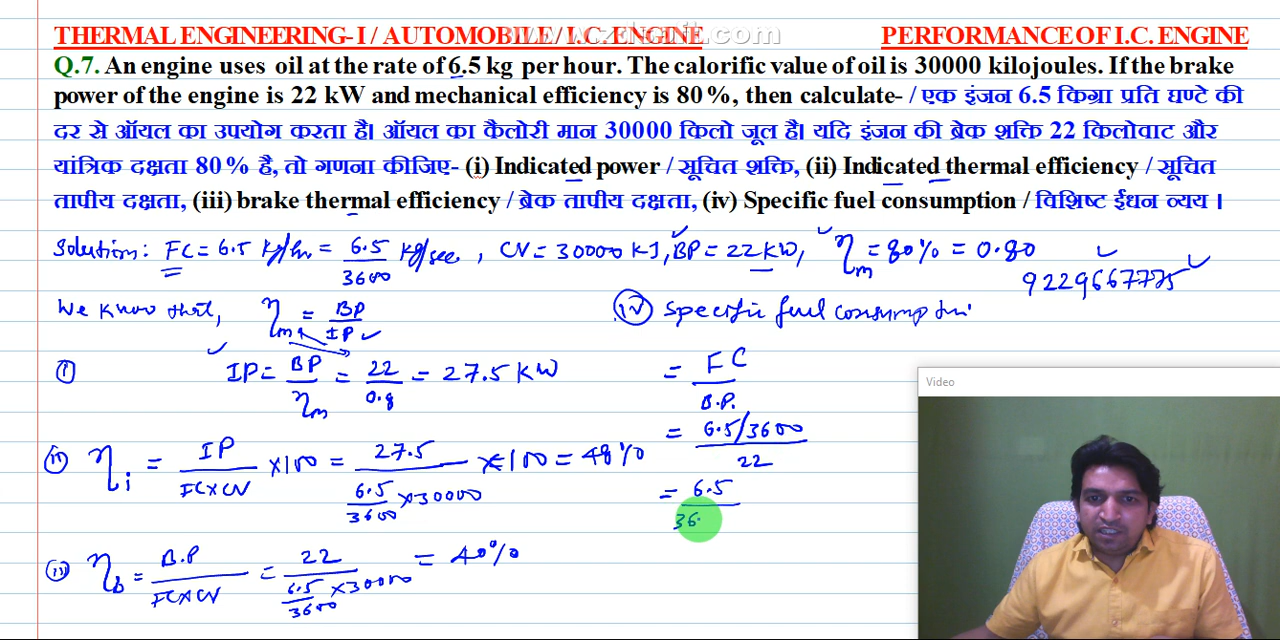 THERMAL ENGINEERING- I / AUTOMOBILE/ I.C. ENGINE PERFORMANCE OF I.C. ENGINE
Q.7. An engine uses oil at the rate of 6.5 kg per hour. The calorific value of oil is 30000 kilojoules. If the brake
power of the engine is 22 kW and mechanical efficiency is 80%, then calculate- / एक इंजन 6.5 किग्रा प्रति घण्टे की
दर से ऑयल का उपयोग करता है। ऑयल का कैलोरी मान 30000 किलो जूल है। यदि इंजन की ब्रेक शक्ति 22 किलोवाट और
यांत्रिक दक्षता 80% है, तो गणना कीजिए- (i) Indicated power / सूचित शक्ति, (ii) Indicated thermal efficiency / सूचित
तापीय दक्षता, (iii) brake thermal efficiency / ब्रेक तापीय दक्षता, (iv) Specific fuel consumption / विशिष्ट ईंधन व्यय ।
Solution: FC = 6.5 kg/hr = 6.5/3600 kg/sec, CV = 30000 KJ, BP = 22 KW, η_m = 80% = 0.80
9229667775
We know that, η_m = BP/IP
(i) IP = BP/η_m = 22/0.8 = 27.5 KW
(ii) η_i = IP/FC×CV ×100 = 27.5/(6.5/3600 ×30000) ×100 = 48%
(iii) η_b = B.P/FC×CV = 22/(6.5/3600 ×30000) = 40%
(iv) Specific fuel consumption
= FC/B.P.
= 6.5/3600/22
= 6.5/36
Video